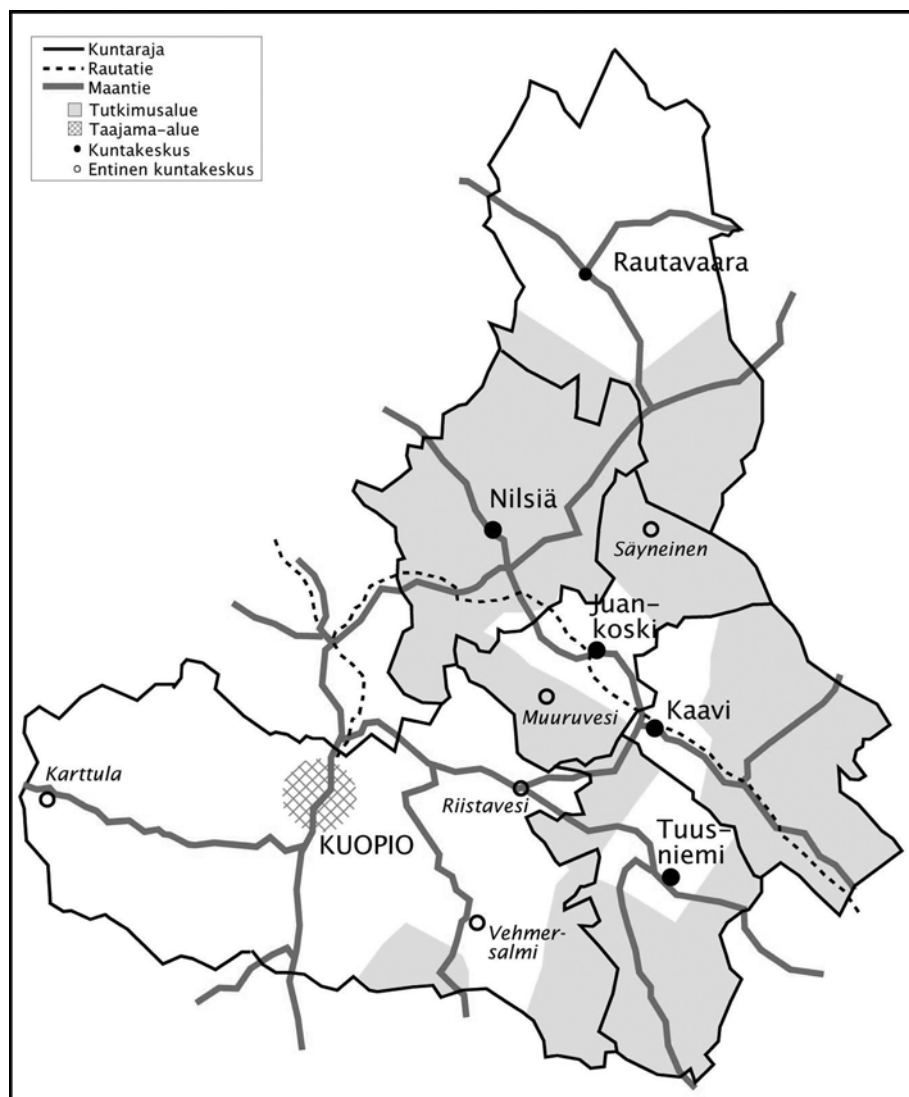 Kuntaraja
Rautatie
Maantie
Tutkimusalue
Taajama-alue
Kuntakeskus
Entinen kuntakeskus
Rautavaara
Nilsiä
Säyneinen
Juan-
koski
Muuruvesi
Kaavi
Karttula
Riistavesi
KUOPIO
Tuus-
niemi
Vehmer-
salmi